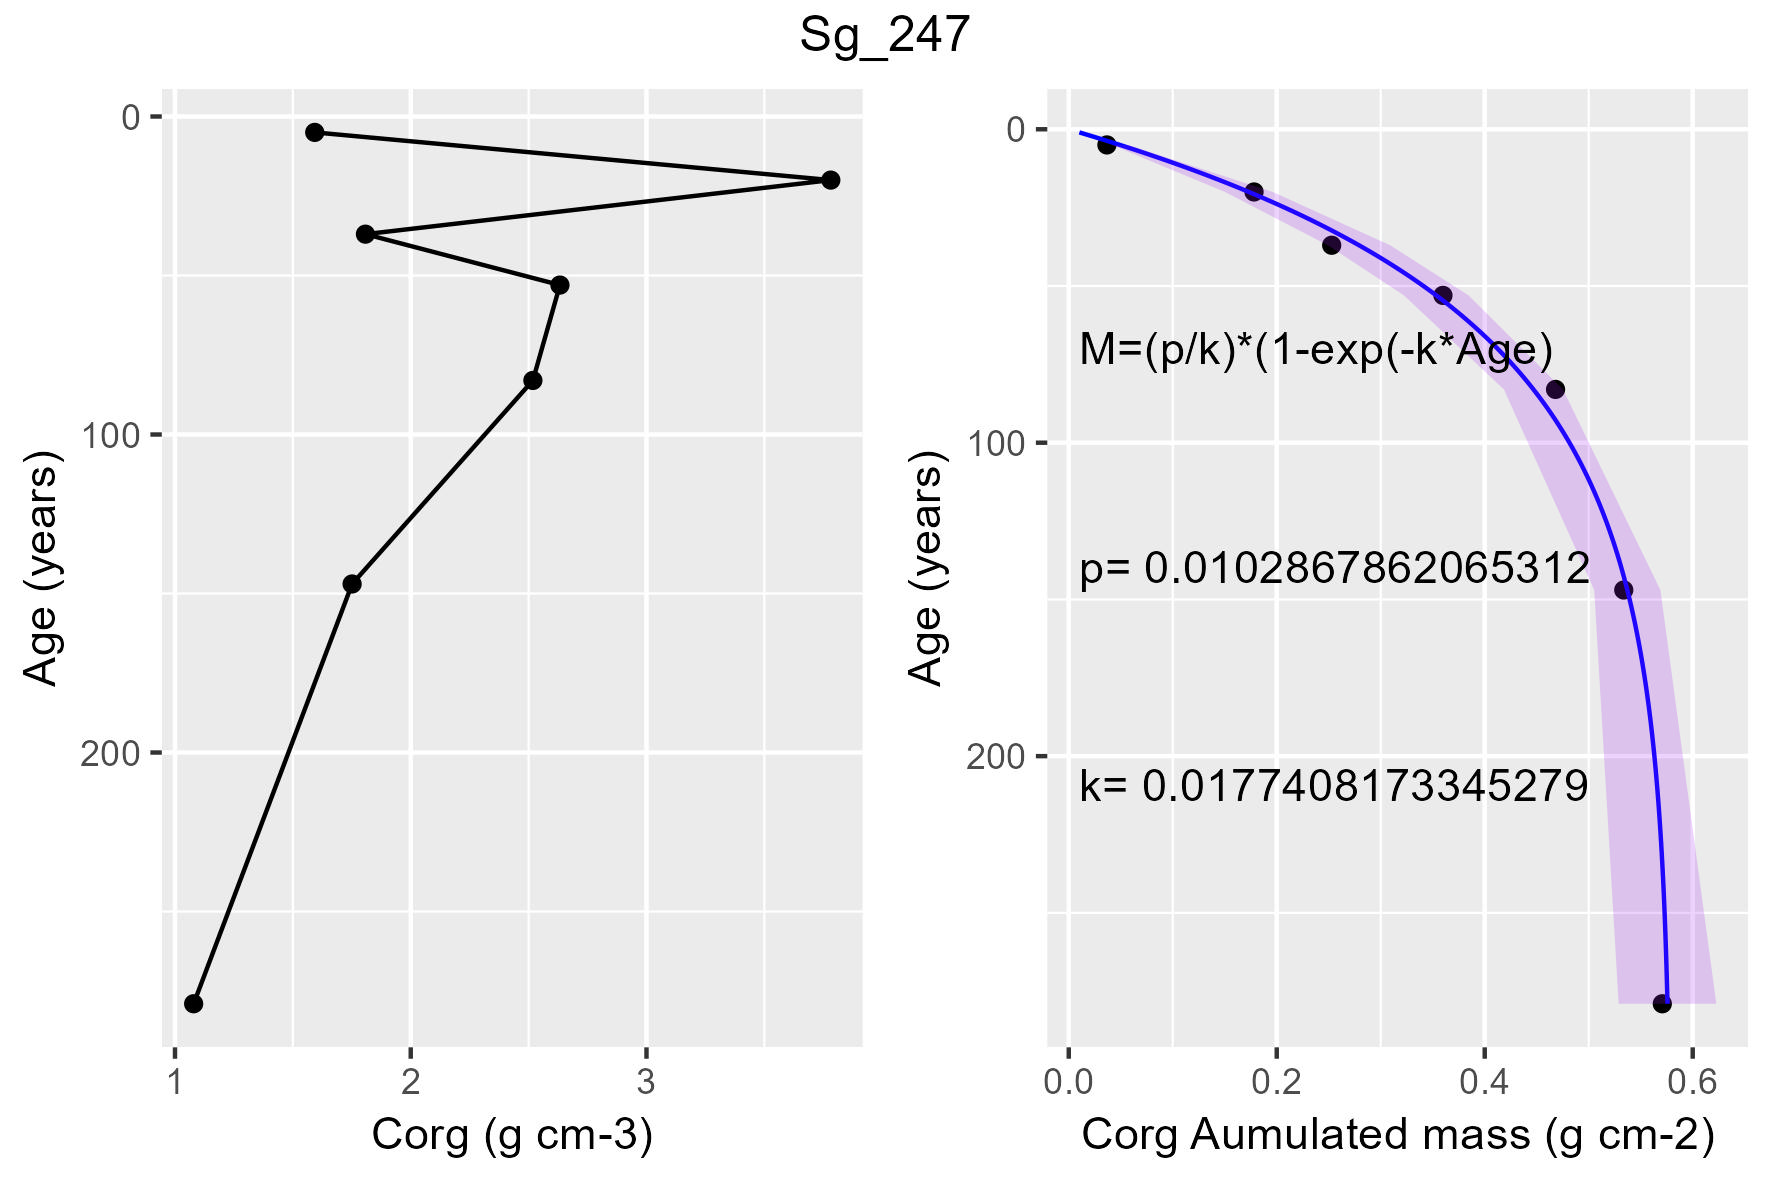 Sg_247
0
100
200
Age (years)
1
2
3
Corg (g cm-3)
0
100
200
Age (years)
M=(p/k)*(1-exp(-k*Age)
p= 0.0102867862065312
k= 0.0177408173345279
0.0
0.2
0.4
0.6
Corg Aumulated mass (g cm-2)